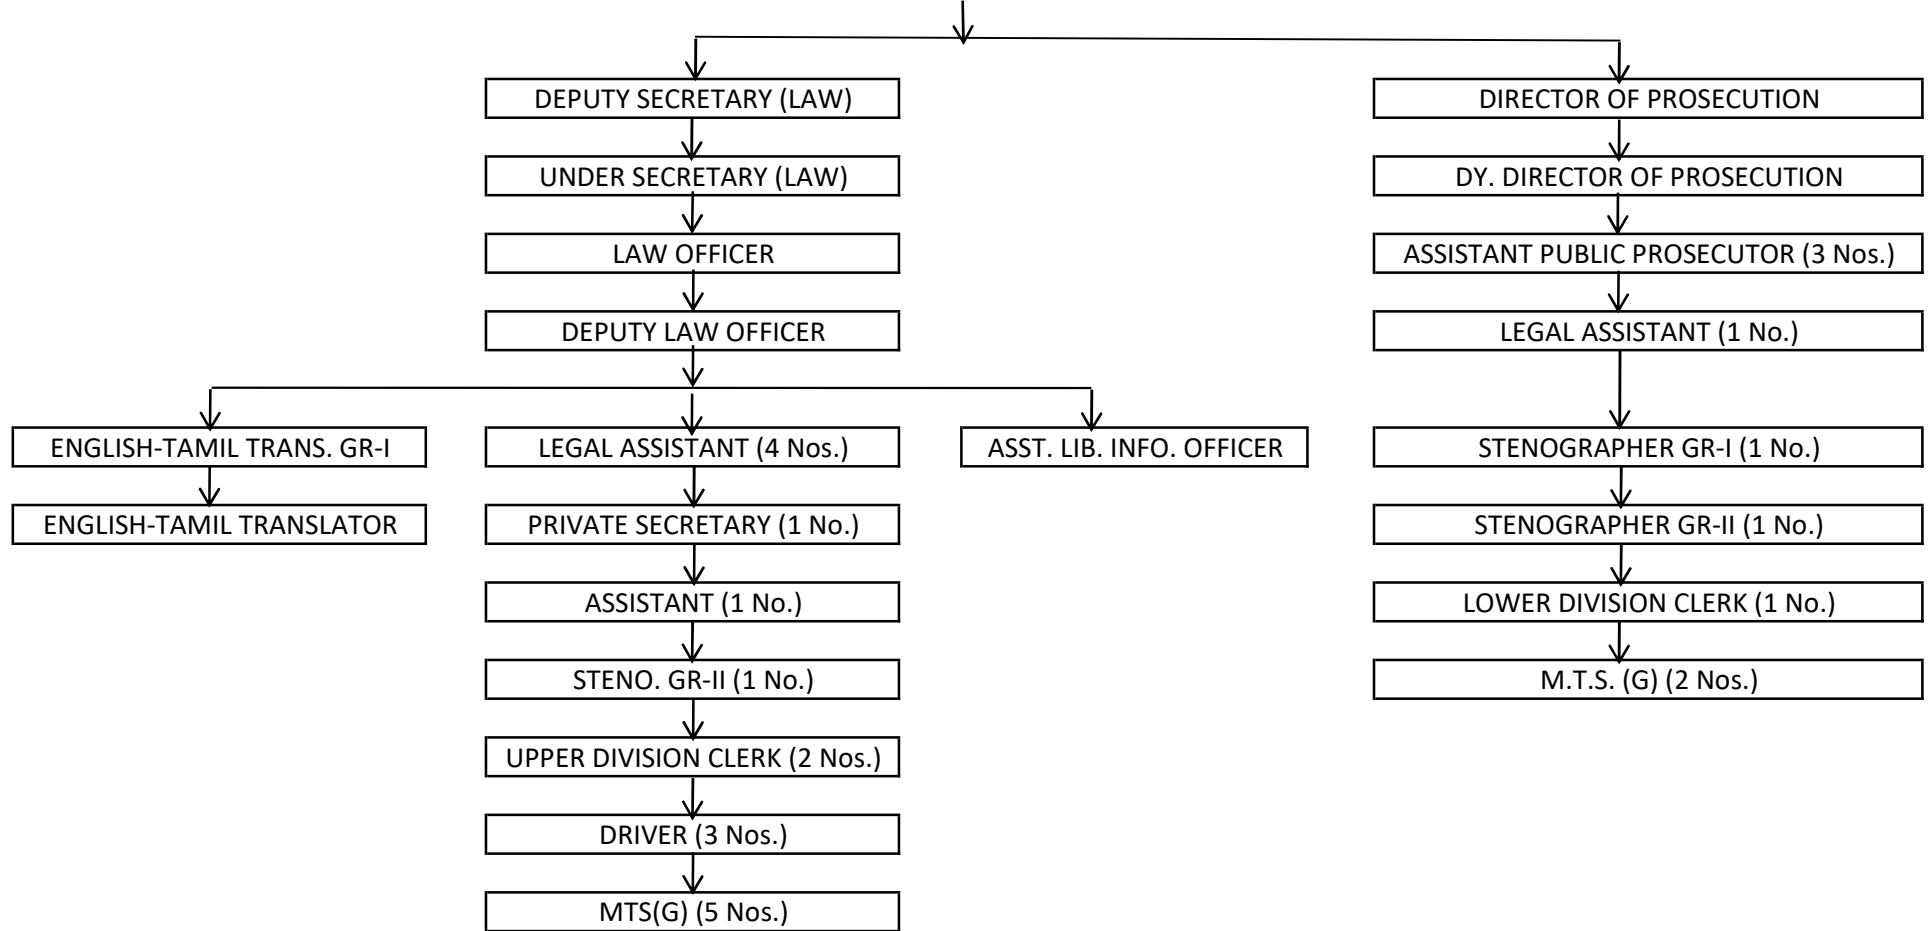 DEPUTY SECRETARY (LAW)
DIRECTOR OF PROSECUTION
UNDER SECRETARY (LAW)
DY. DIRECTOR OF PROSECUTION
LAW OFFICER
ASSISTANT PUBLIC PROSECUTOR (3 Nos.)
DEPUTY LAW OFFICER
LEGAL ASSISTANT (1 No.)
ENGLISH-TAMIL TRANS. GR-I
LEGAL ASSISTANT (4 Nos.)
ASST. LIB. INFO. OFFICER
STENOGRAPHER GR-I (1 No.)
ENGLISH-TAMIL TRANSLATOR
PRIVATE SECRETARY (1 No.)
STENOGRAPHER GR-II (1 No.)
ASSISTANT (1 No.)
LOWER DIVISION CLERK (1 No.)
STENO. GR-II (1 No.)
M.T.S. (G) (2 Nos.)
UPPER DIVISION CLERK (2 Nos.)
DRIVER (3 Nos.)
MTS(G) (5 Nos.)